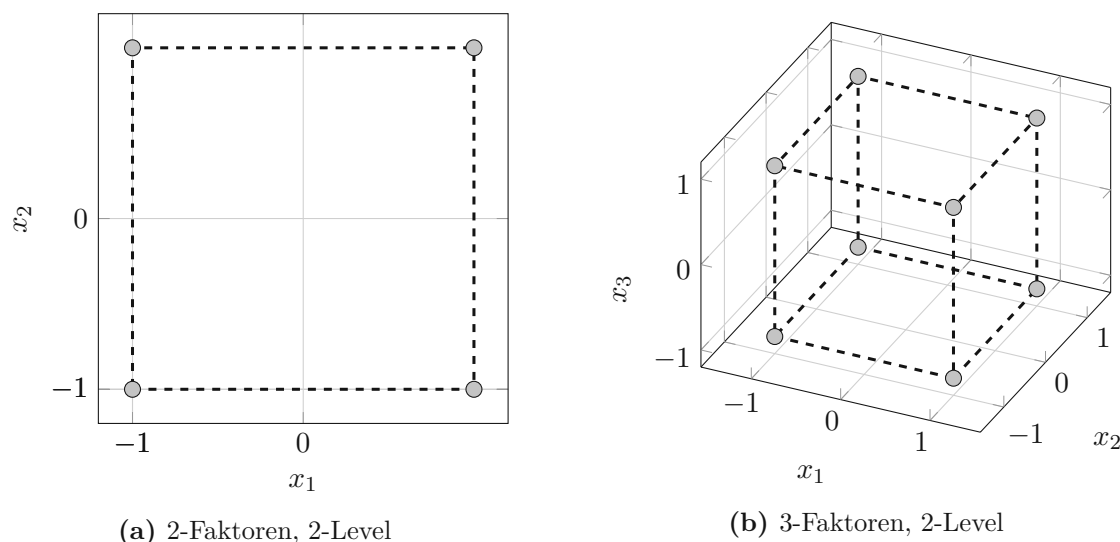 x₂
0
−1
−1
0
x₁
(a) 2-Faktoren, 2-Level
1
0
−1
x₃
−1
0
1
x₁
−1
0
1
x₂
(b) 3-Faktoren, 2-Level